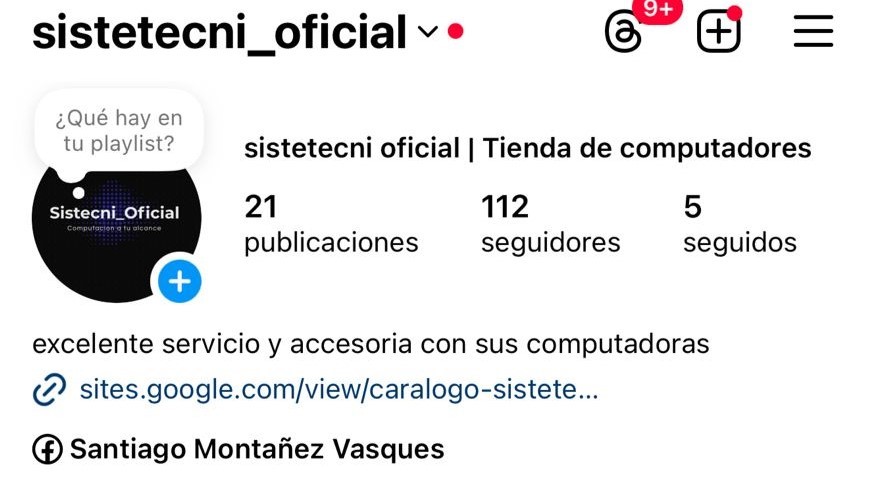 sistetecni_oficial
9+
¿Qué hay en
tu playlist?
sistetecni oficial | Tienda de computadores
Sistecni_Oficial
Computacion a tu alcance
21
112
5
publicaciones
seguidores
seguidos
excelente servicio y accesoria con sus computadoras
sites.google.com/view/caralogo-sistete...
Santiago Montañez Vasques